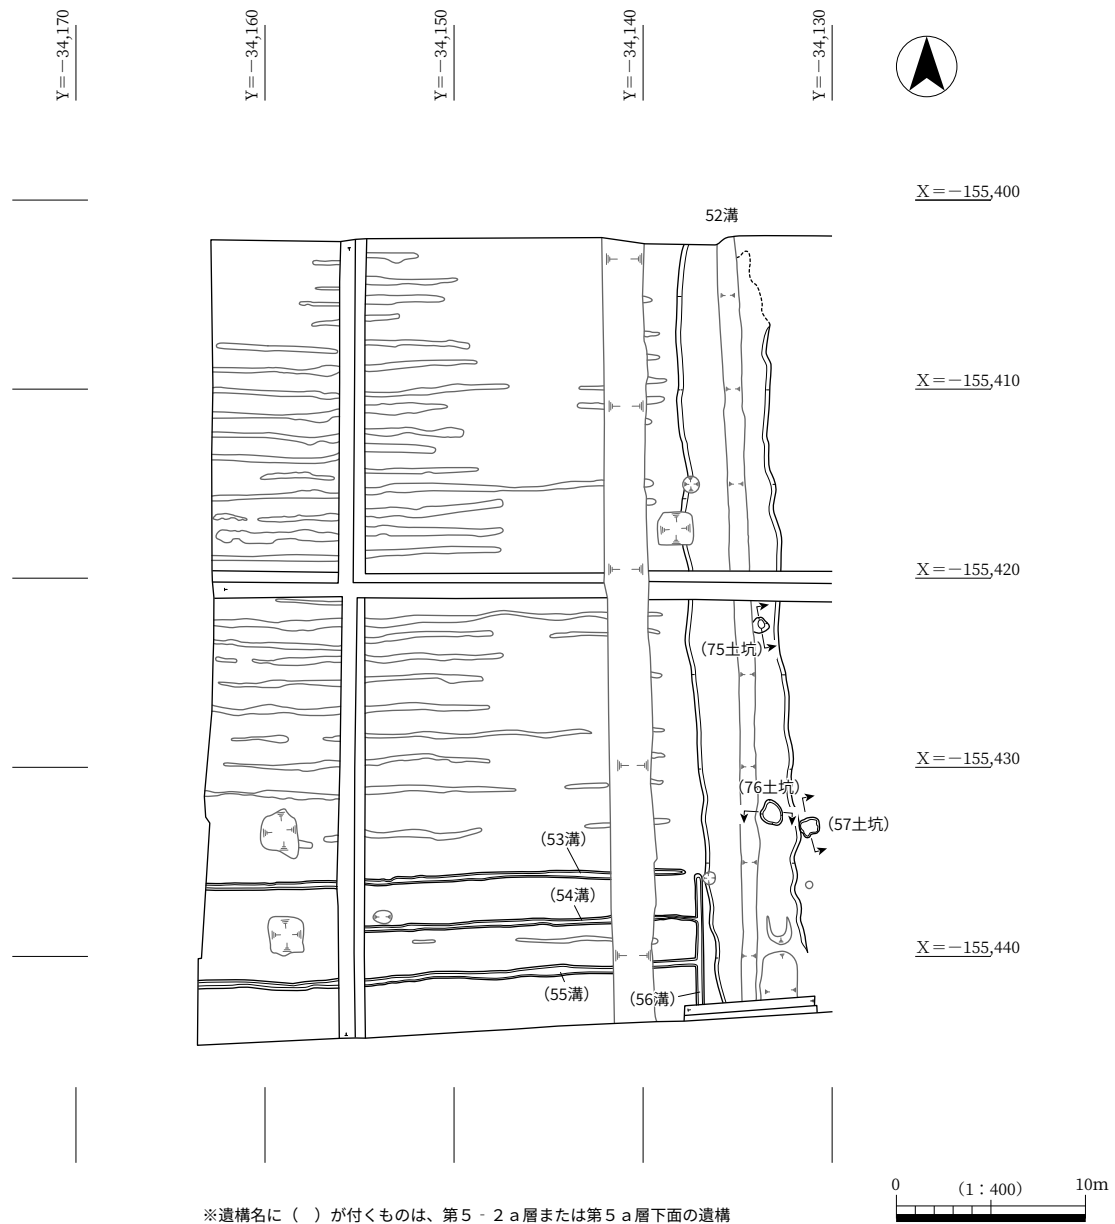 Y=-34,170
Y=-34,160
Y=-34,150
Y=-34,140
Y=-34,130
X=-155,400
52溝
X=-155,410
X=-155,420
（75土坑）
X=-155,430
（76土坑）
（57土坑）
（53溝）
（54溝）
X=-155,440
（55溝）
（56溝）
0 （1：400） 10m
※遺構名に（　）が付くものは、第５‐２ａ層または第５ａ層下面の遺構